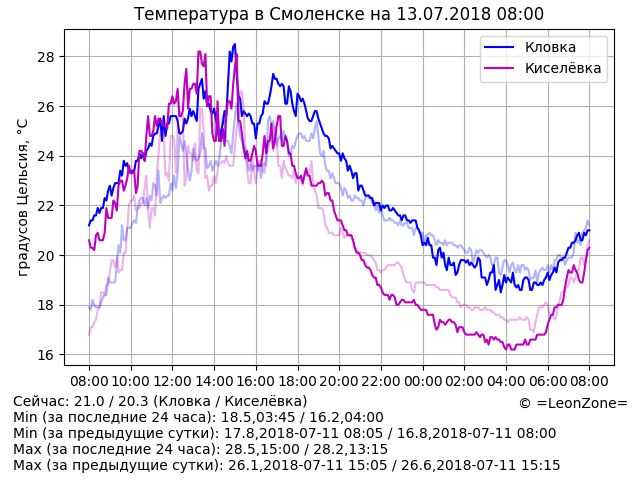 Температура в Смоленске на 13.07.2018 08:00
градусов Цельсия, °C
28
26
24
22
20
18
16
Кловка
Киселёвка
08:00 10:00 12:00 14:00 16:00 18:00 20:00 22:00 00:00 02:00 04:00 06:00 08:00
Сейчас: 21.0 / 20.3 (Кловка / Киселёвка)
© =LeonZone=
Min (за последние 24 часа): 18.5,03:45 / 16.2,04:00
Min (за предыдущие сутки): 17.8,2018-07-11 08:05 / 16.8,2018-07-11 08:00
Max (за последние 24 часа): 28.5,15:00 / 28.2,13:15
Max (за предыдущие сутки): 26.1,2018-07-11 15:05 / 26.6,2018-07-11 15:15